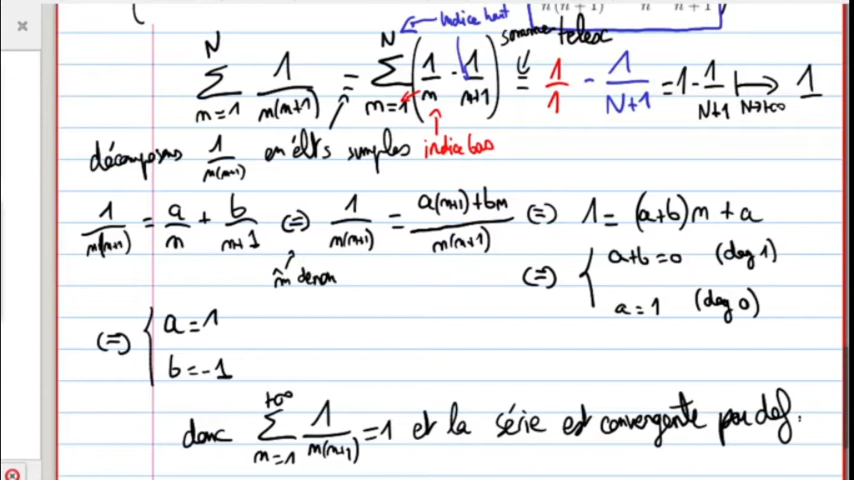 indice haut
somme telesc
N N
∑ 1/n(n+1) = ∑ (1/n - 1/n+1) = 1/1 - 1/N+1 = 1 - 1/N+1 ⟼ 1
n=1 n=1 N→+∞
décomposons 1/n(n+1) en élts simples indice bas
1/n(n+1) = a/n + b/n+1 (=) 1/n(n+1) = a(n+1)+bn/n(n+1) (=) 1 = (a+b)n + a
m̂ denom
(=) { a+b=0 (deg 1)
a=1 (deg 0)
(=) { a=1
b=-1
+∞
donc ∑ 1/n(n+1) = 1 et la série est convergente par def.
n=1